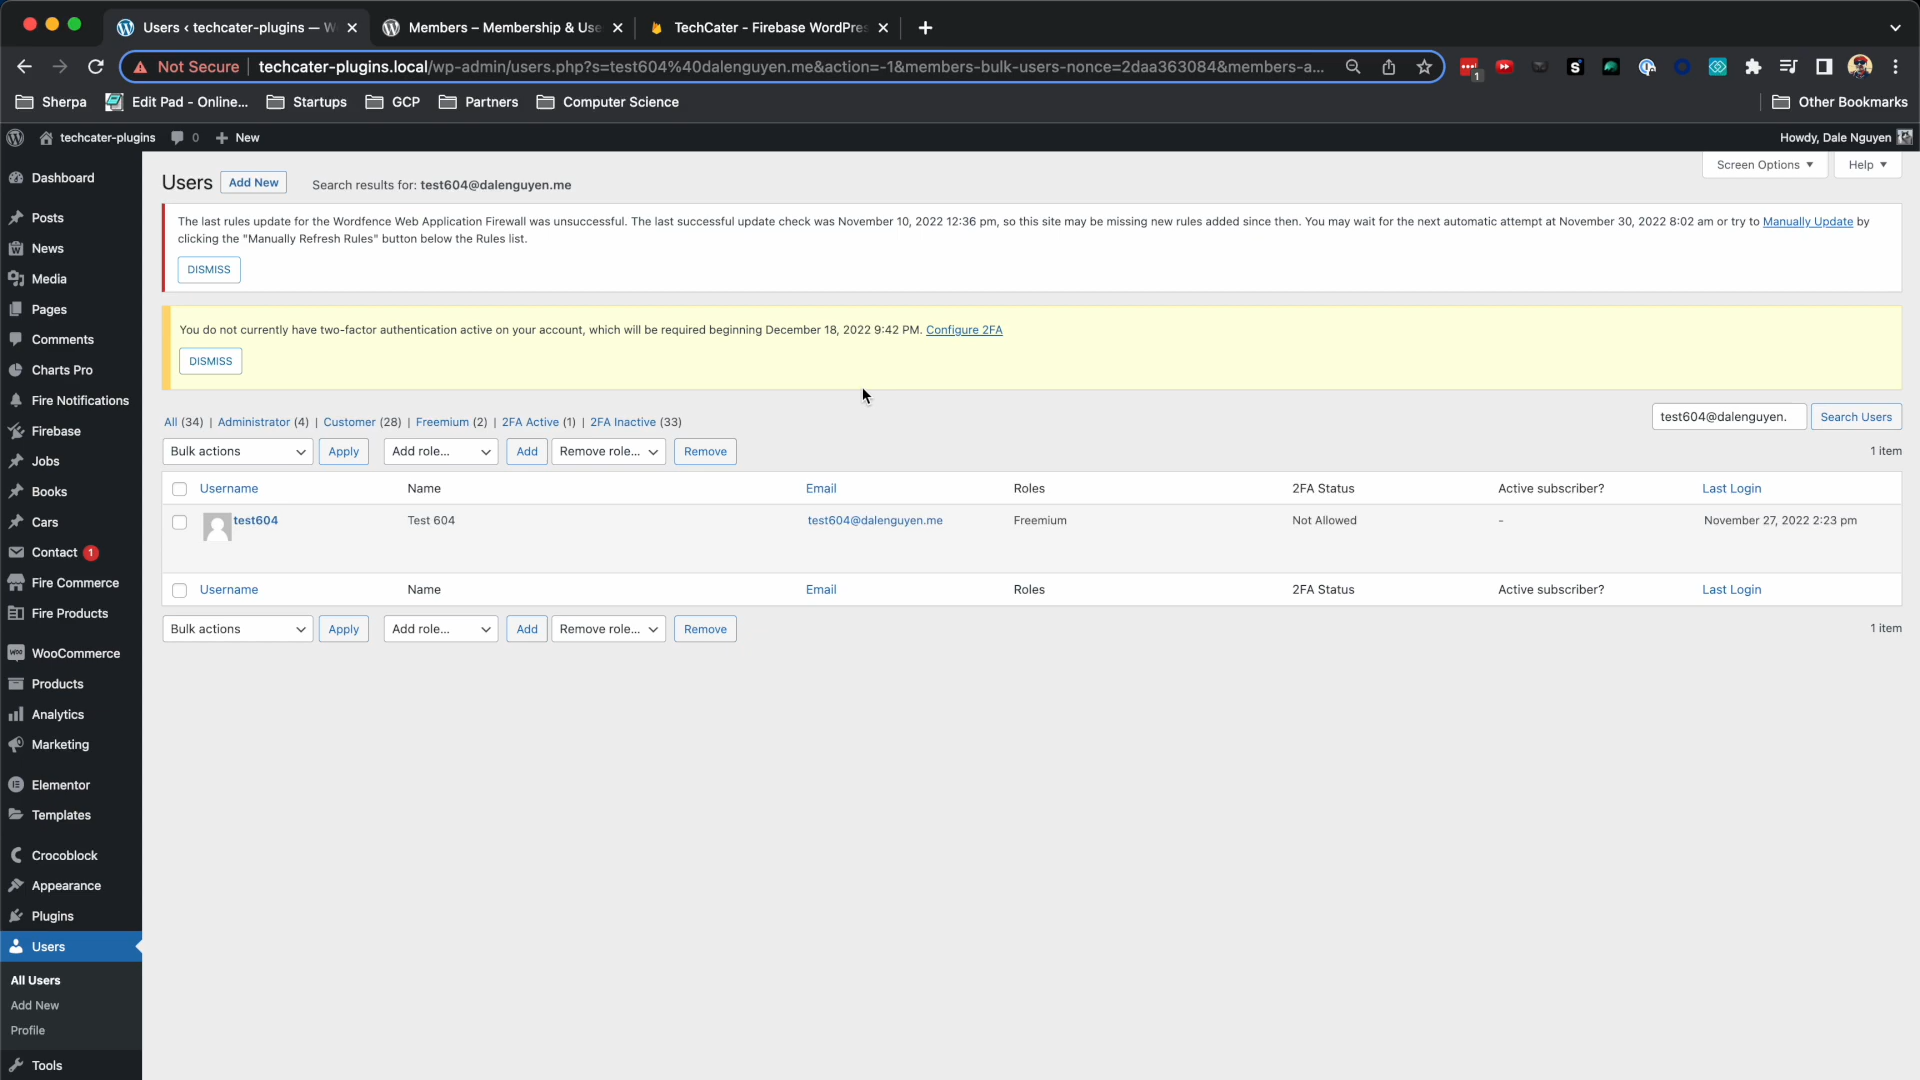 Users ‹ techcater-plugins — W
Members – Membership & Use
TechCater - Firebase WordPres
Not Secure
techcater-plugins.local/wp-admin/users.php?s=test604%40dalenguyen.me&action=-1&members-bulk-users-nonce=2daa363084&members-a...
1
Sherpa
Edit Pad - Online...
Startups
GCP
Partners
Computer Science
Other Bookmarks
techcater-plugins
0
New
Howdy, Dale Nguyen
Dashboard
Posts
News
Media
Pages
Comments
Charts Pro
Fire Notifications
Firebase
Jobs
Books
Cars
Contact 1
Fire Commerce
Fire Products
WooCommerce
Products
Analytics
Marketing
Elementor
Templates
Crocoblock
Appearance
Plugins
Users
All Users
Add New
Profile
Tools
Screen Options
Help
Users
Add New
Search results for: test604@dalenguyen.me
The last rules update for the Wordfence Web Application Firewall was unsuccessful. The last successful update check was November 10, 2022 12:36 pm, so this site may be missing new rules added since then. You may wait for the next automatic attempt at November 30, 2022 8:02 am or try to Manually Update by
clicking the "Manually Refresh Rules" button below the Rules list.
DISMISS
You do not currently have two-factor authentication active on your account, which will be required beginning December 18, 2022 9:42 PM. Configure 2FA
DISMISS
All (34) | Administrator (4) | Customer (28) | Freemium (2) | 2FA Active (1) | 2FA Inactive (33)
test604@dalenguyen.
Search Users
Bulk actions
Apply
Add role...
Add
Remove role...
Remove
1 item
Username
Name
Email
Roles
2FA Status
Active subscriber?
Last Login
test604
Test 604
test604@dalenguyen.me
Freemium
Not Allowed
-
November 27, 2022 2:23 pm
Username
Name
Email
Roles
2FA Status
Active subscriber?
Last Login
Bulk actions
Apply
Add role...
Add
Remove role...
Remove
1 item